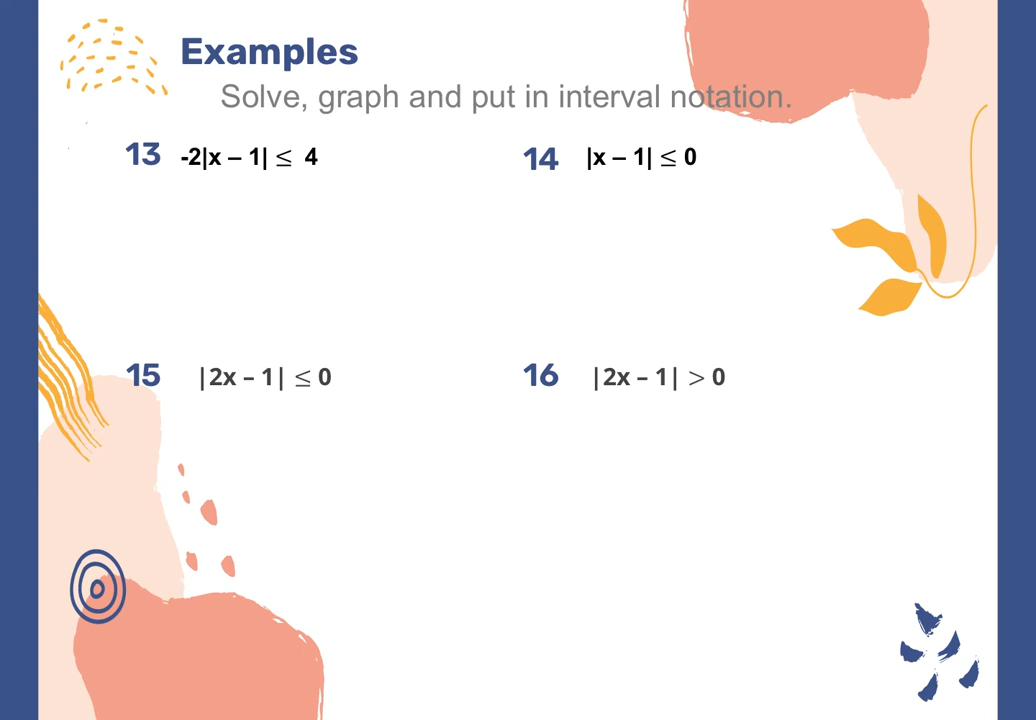 Examples
Solve, graph and put in interval notation.
13 -2|x – 1| ≤ 4
14 |x – 1| ≤ 0
15 |2x – 1| ≤ 0
16 |2x – 1| > 0